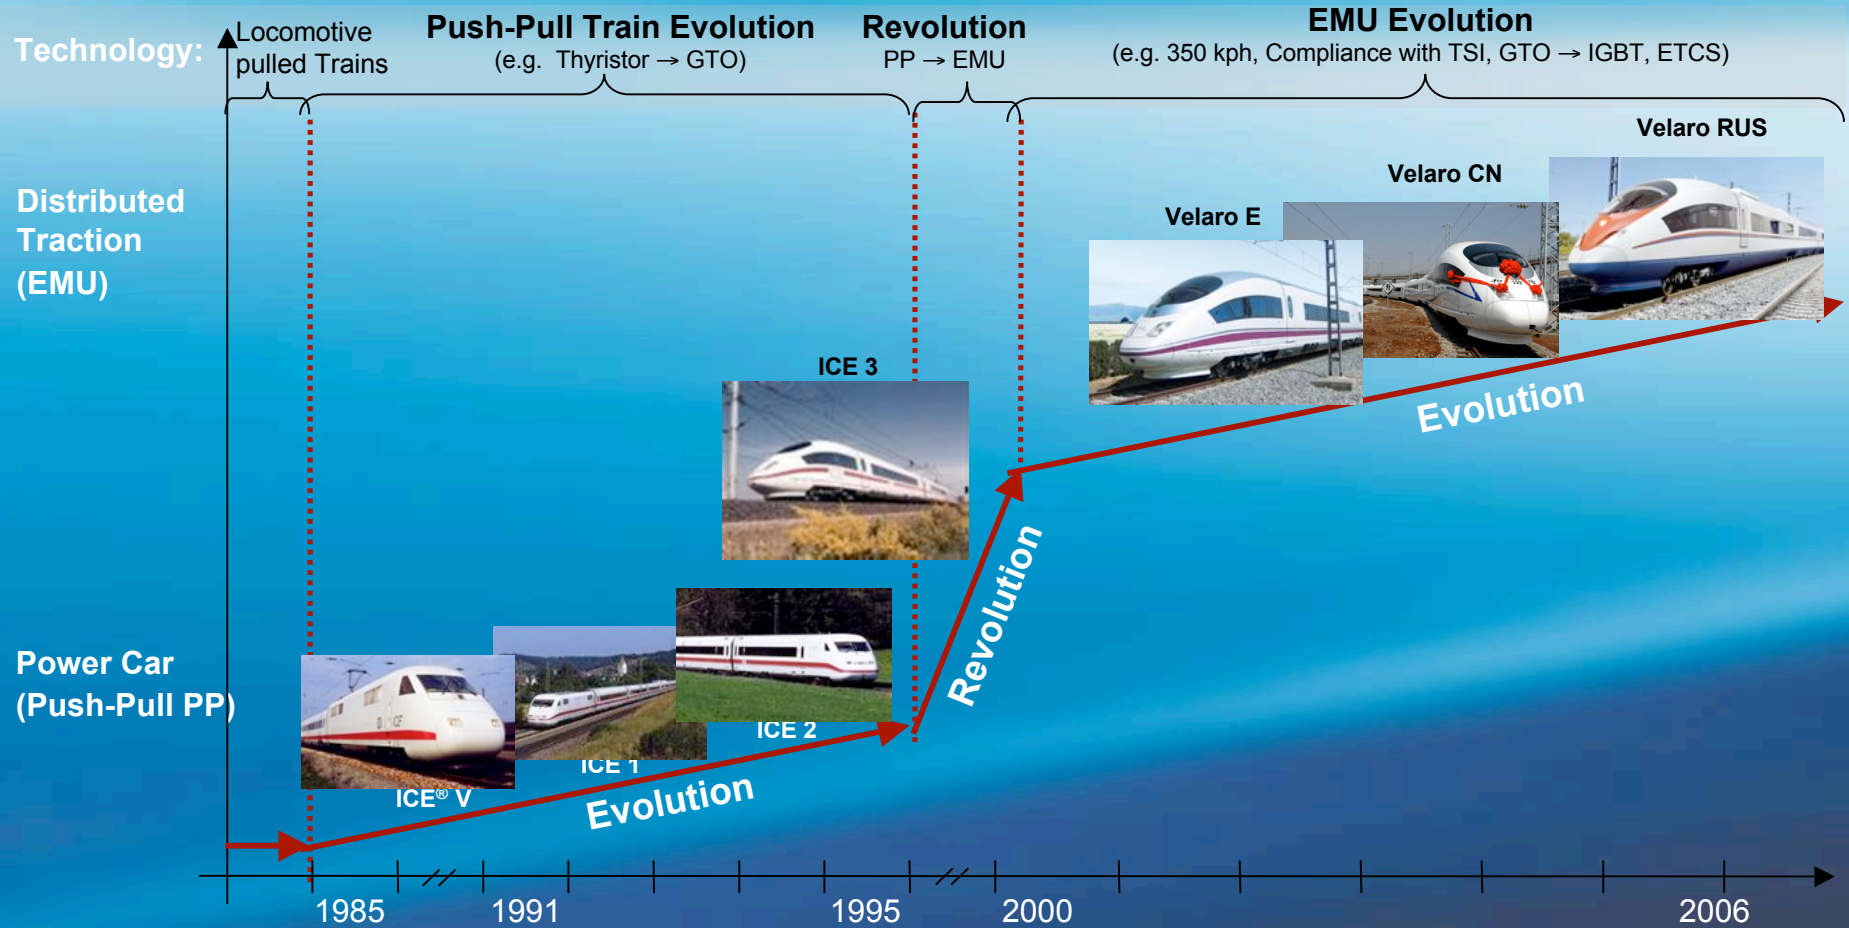 Technology:
Locomotive
pulled Trains
Push-Pull Train Evolution
(e.g. Thyristor → GTO)
Revolution
PP → EMU
EMU Evolution
(e.g. 350 kph, Compliance with TSI, GTO → IGBT, ETCS)
Distributed
Traction
(EMU)
Velaro RUS
Velaro CN
Velaro E
ICE 3
Evolution
Revolution
Power Car
(Push-Pull PP)
ICE 2
ICE 1
ICE® V
Evolution
1985
1991
1995
2000
2006